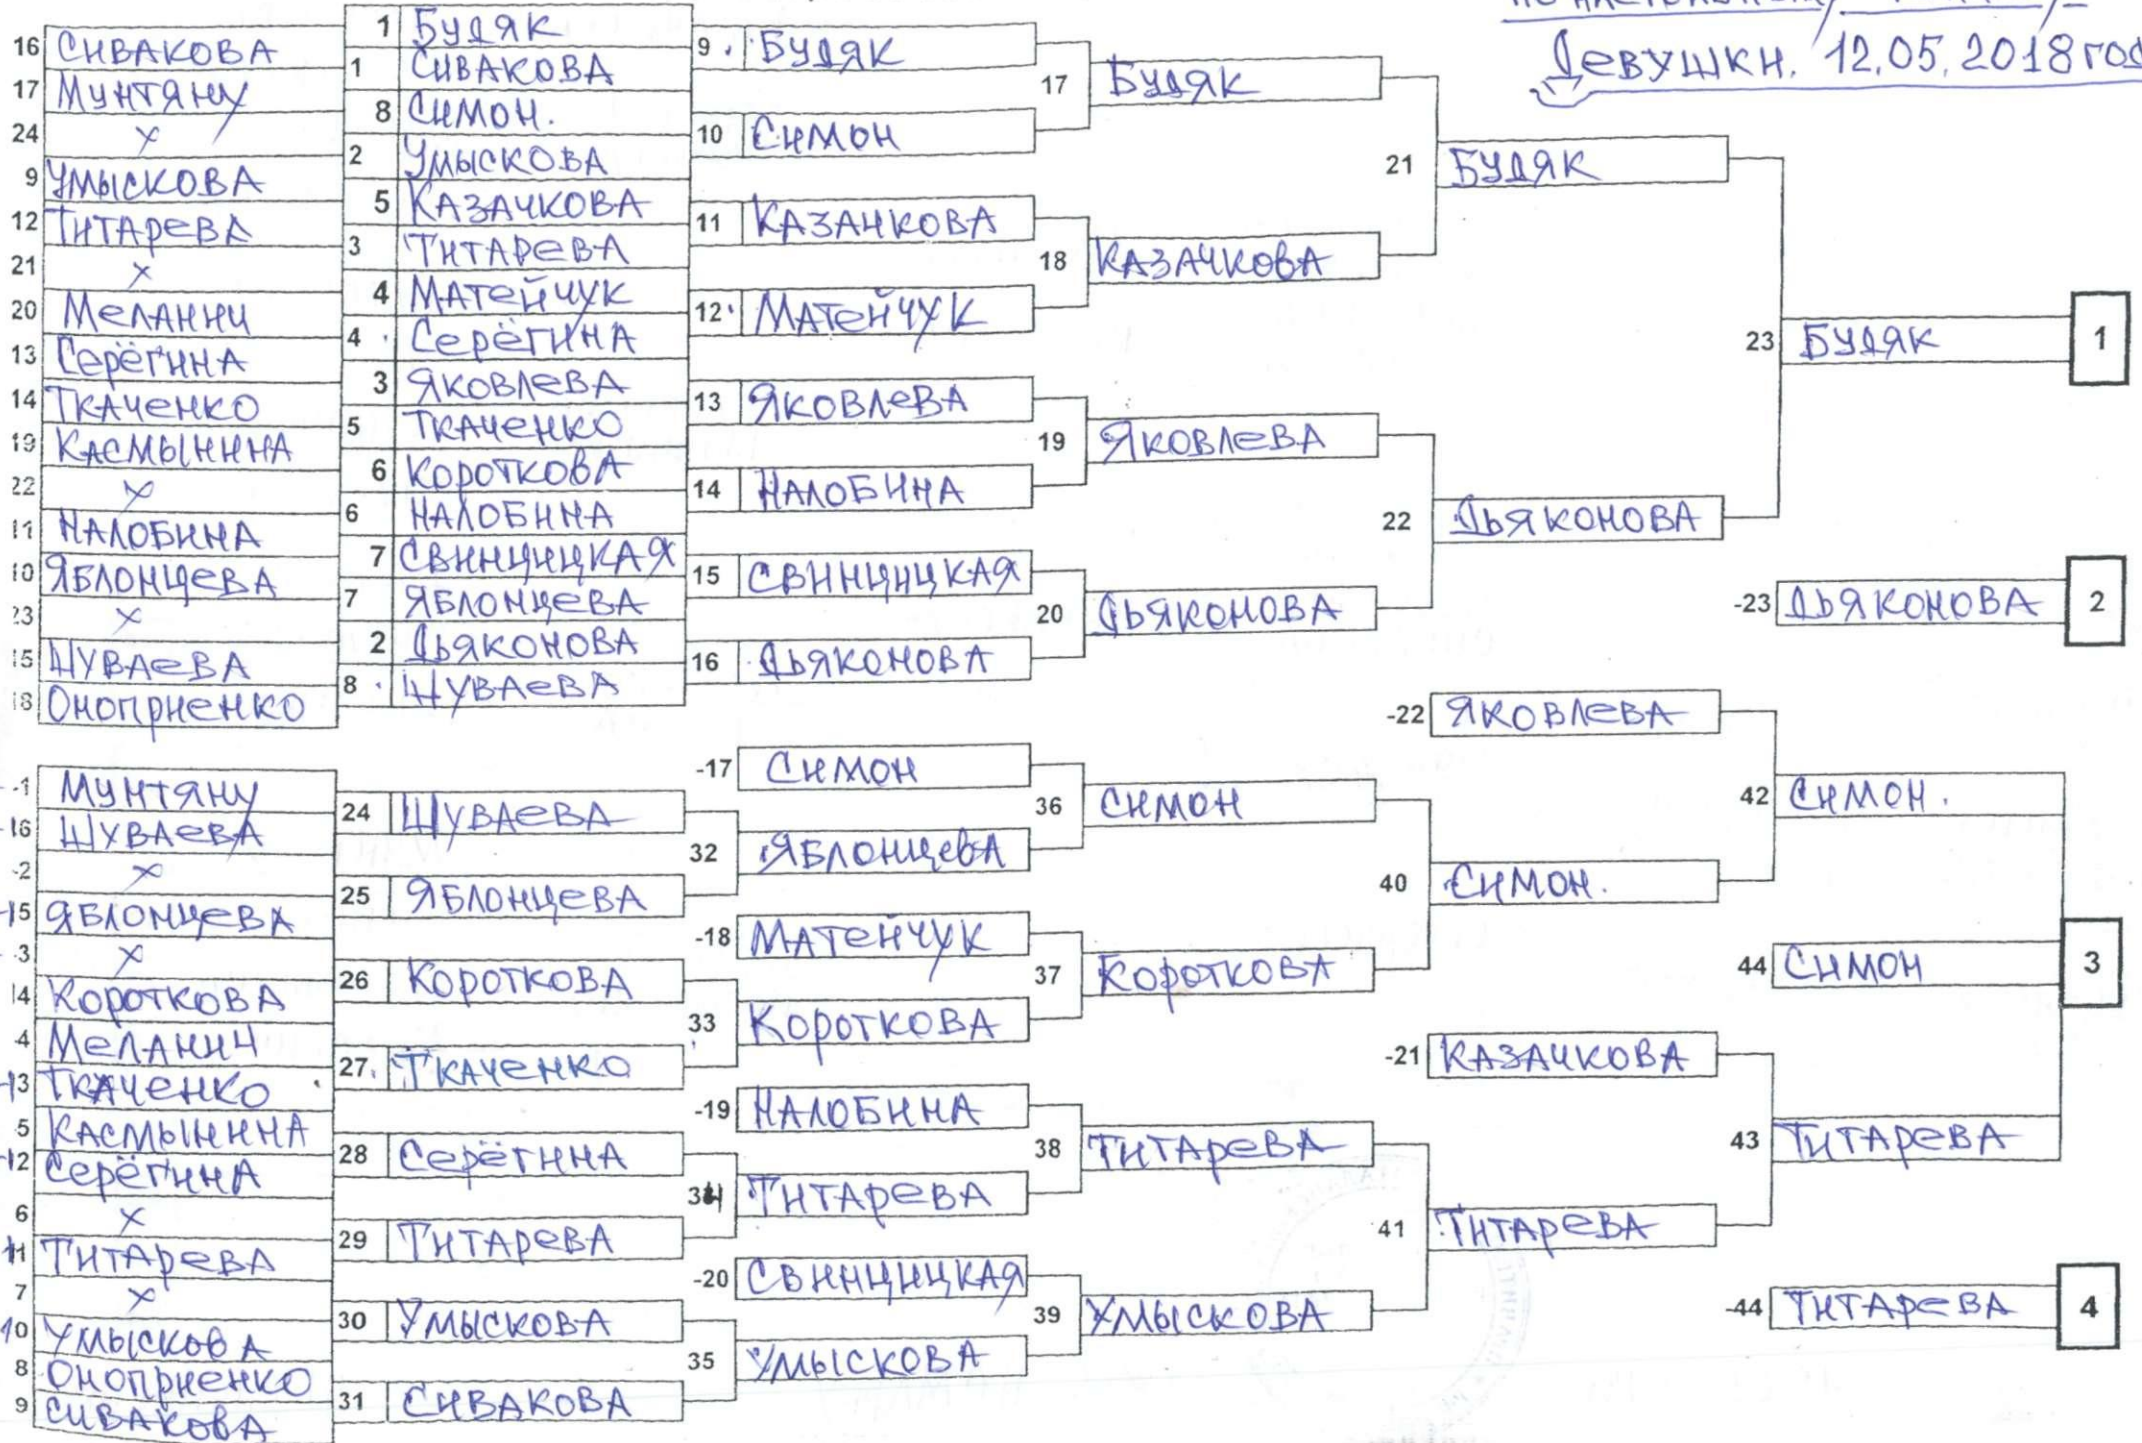 Девушки, 12.05.2018 год
16 Сивакова
17 Мунтяну
24 х
9 Умыскова
12 Титарева
21 х
20 Меланич
13 Серёгина
14 Ткаченко
19 Касмынина
22 х
11 Налобина
10 Яблонцева
23 х
15 Шуваева
18 Оноприенко
1 Будяк
1 Сивакова
8 Симон.
2 Умыскова
5 Казачкова
3 Титарева
4 Матейчук
4 Серёгина
3 Яковлева
5 Ткаченко
6 Короткова
6 Налобина
7 Свинцицкая
7 Яблонцева
2 Дьяконова
8 Шуваева
9 Будяк
10 Симон
11 Казачкова
12 Матейчук
13 Яковлева
14 Налобина
15 Свинцицкая
16 Дьяконова
17 Будяк
18 Казачкова
19 Яковлева
20 Дьяконова
21 Будяк
22 Дьяконова
23 Будяк 1
-23 Дьяконова 2
-1 Мунтяну
-16 Шуваева
-2 х
-15 Яблонцева
-3 х
14 Короткова
4 Меланич
-13 Ткаченко
5 Касмынина
-12 Серёгина
6 х
11 Титарева
7 х
10 Умыскова
8 Оноприенко
9 Сивакова
24 Шуваева
25 Яблонцева
26 Короткова
27 Ткаченко
28 Серёгина
29 Титарева
30 Умыскова
31 Сивакова
-17 Симон
32 Яблонцева
-18 Матейчук
33 Короткова
-19 Налобина
34 Титарева
-20 Свинцицкая
35 Умыскова
36 Симон
37 Короткова
38 Титарева
39 Умыскова
-22 Яковлева
40 Симон.
-21 Казачкова
41 Титарева
42 Симон.
44 Симон 3
43 Титарева
-44 Титарева 4